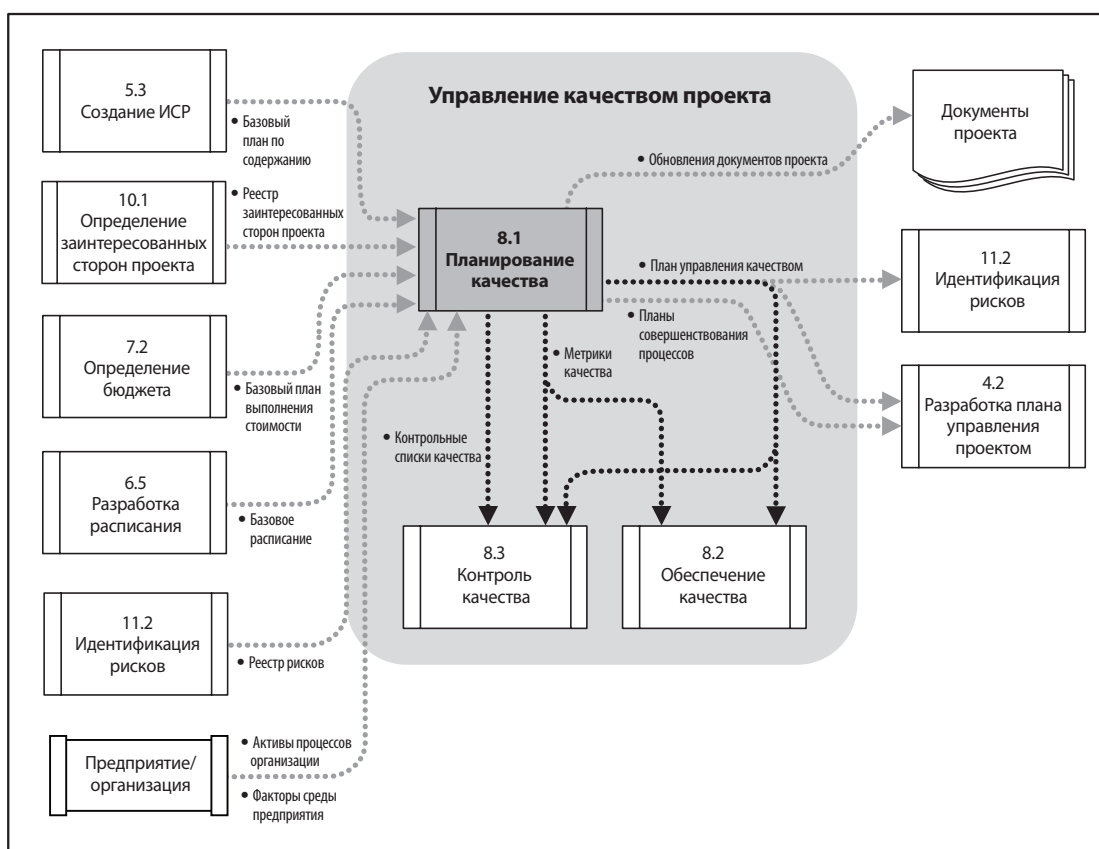 Управление качеством проекта
5.3
Создание ИСР
• Базовый
план по
содержанию
10.1
Определение
заинтересованных
сторон проекта
• Реестр
заинтересованных
сторон проекта
7.2
Определение
бюджета
• Базовый план
выполнения
стоимости
6.5
Разработка
расписания
• Базовое
расписание
11.2
Идентификация
рисков
• Реестр рисков
Предприятие/
организация
• Активы процессов
организации
• Факторы среды
предприятия
8.1
Планирование
качества
• Обновления документов проекта
• План управления качеством
• Планы
совершенствования
процессов
• Метрики
качества
• Контрольные
списки качества
8.3
Контроль
качества
8.2
Обеспечение
качества
Документы
проекта
11.2
Идентификация
рисков
4.2
Разработка плана
управления
проектом